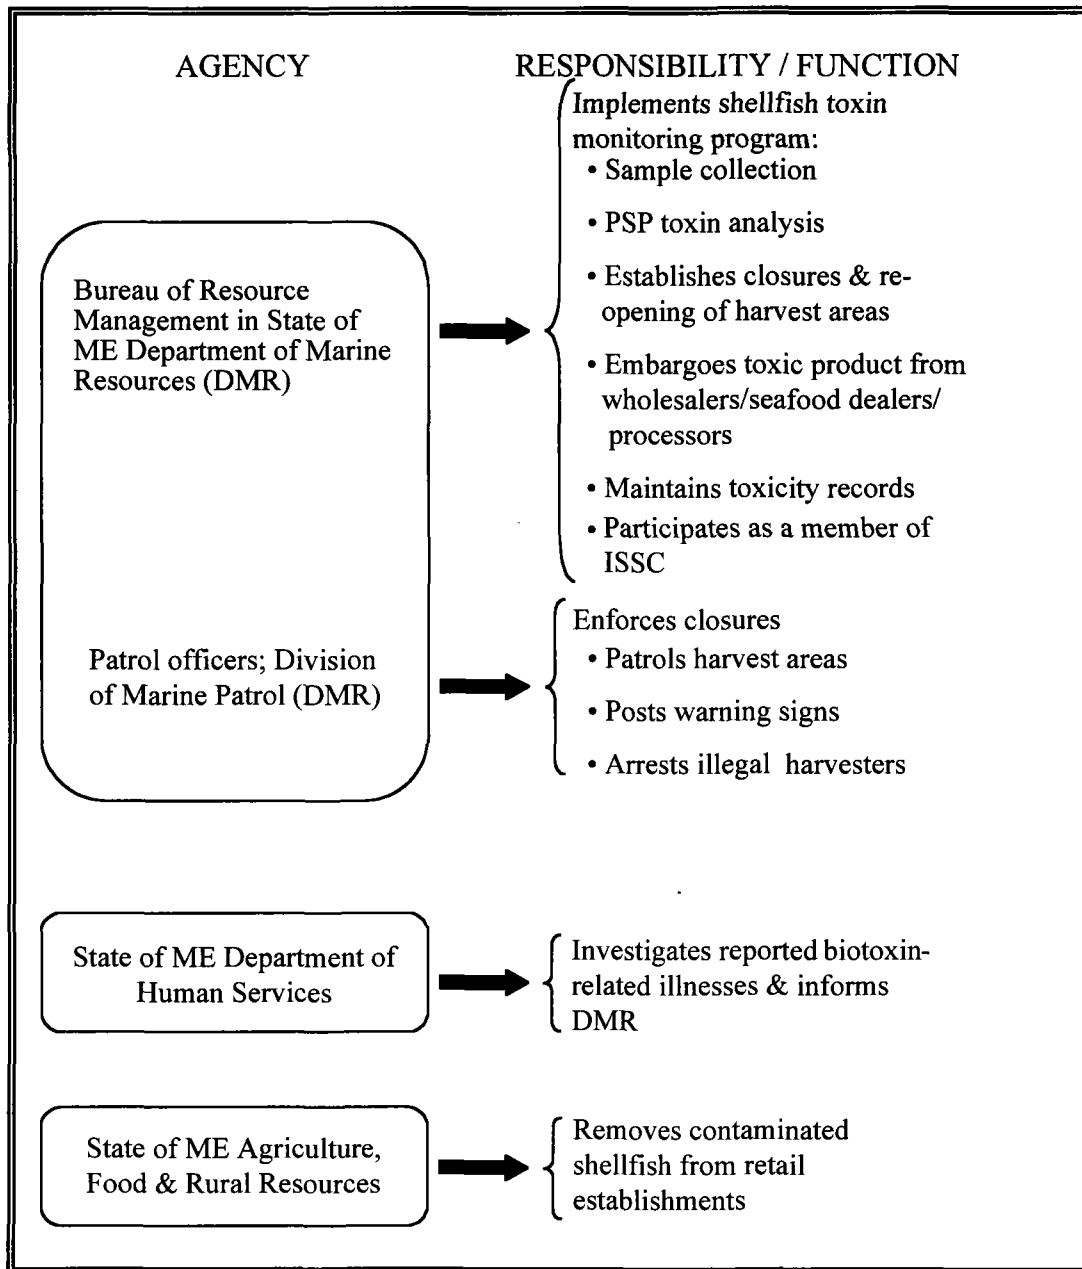 AGENCY
RESPONSIBILITY / FUNCTION
Bureau of Resource
Management in State of
ME Department of Marine
Resources (DMR)
Implements shellfish toxin
monitoring program:
• Sample collection
• PSP toxin analysis
• Establishes closures & re-
opening of harvest areas
• Embargoes toxic product from
wholesalers/seafood dealers/
processors
• Maintains toxicity records
• Participates as a member of
ISSC
Patrol officers; Division
of Marine Patrol (DMR)
Enforces closures
• Patrols harvest areas
• Posts warning signs
• Arrests illegal harvesters
State of ME Department of
Human Services
Investigates reported biotoxin-
related illnesses & informs
DMR
State of ME Agriculture,
Food & Rural Resources
Removes contaminated
shellfish from retail
establishments